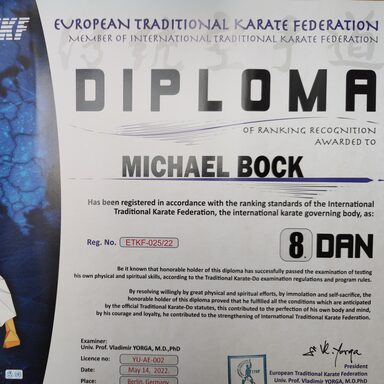 KF
EUROPEAN TRADITIONAL KARATE FEDERATION
MEMBER OF INTERNATIONAL TRADITIONAL KARATE FEDERATION
DIPLOMA
OF RANKING RECOGNITION
AWARDED TO
MICHAEL BOCK
Has been registered in accordance with the ranking standards of the International
Traditional Karate Federation, the international karate governing body, as:
Reg. No. ETKF-025/22
8. DAN
Be it known that honorable holder of this diploma has successfully passed the examination of testing
his own physical and spiritual skills, according to the Traditional Karate-Do examination regulations and program rules.
By resolving willingly by great physical and spiritual efforts, by immolation and self-sacrifice, the
honorable holder of this diploma proved that he fulfilled all the conditions which are anticipated
by the official Traditional Karate-Do statutes, this contributed to the perfection of his own body and mind,
by his courage and loyalty, he contributed to the strengthening of International Traditional Karate Federation.
Examiner:
Univ. Prof. Vladimir YORGA, M.D.,PhD
Licence no YU-AE-002
Date May 14, 2022.
Place Berlin, Germany
V. Yorga
President
European Traditional Karate Federation
Univ. Prof. Vladimir YORGA, M.D.,PhD